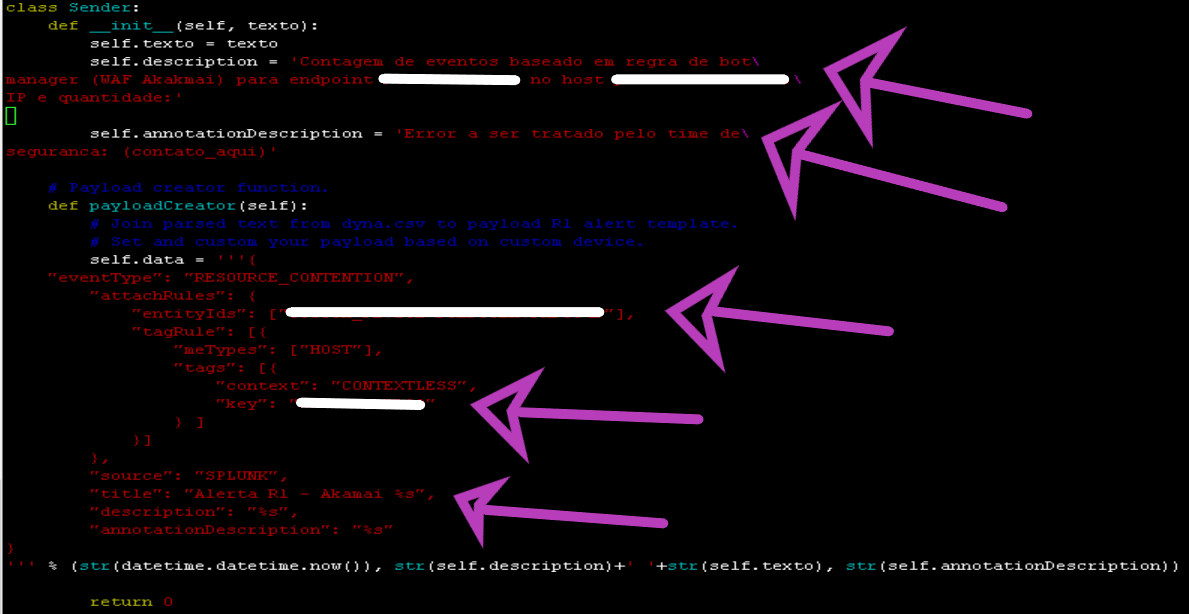 class Sender:
    def __init__(self, texto):
        self.texto = texto
        self.description = 'Contagem de eventos baseado em regra de bot\
manager (WAF Akakmai) para endpoint no host \
IP e quantidade:'
        self.annotationDescription = 'Error a ser tratado pelo time de\
seguranca: (contato_aqui)'
    # Payload creator function.
    def payloadCreator(self):
        # Join parsed text from dyna.csv to payload R1 alert template.
        # Set and custom your payload based on custom device.
        self.data = '''{
    "eventType": "RESOURCE_CONTENTION",
        "attachRules": {
            "entityIds": [" "],
            "tagRule": [{
                "meTypes": ["HOST"],
                "tags": [{
                    "context": "CONTEXTLESS",
                    "key": " "
                } ]
            }]
        },
        "source": "SPLUNK",
        "title": "Alerta R1 - Akamai %s",
        "description": "%s",
        "annotationDescription": "%s"
}
''' % (str(datetime.datetime.now()), str(self.description)+' '+str(self.texto), str(self.annotationDescription))
        return 0